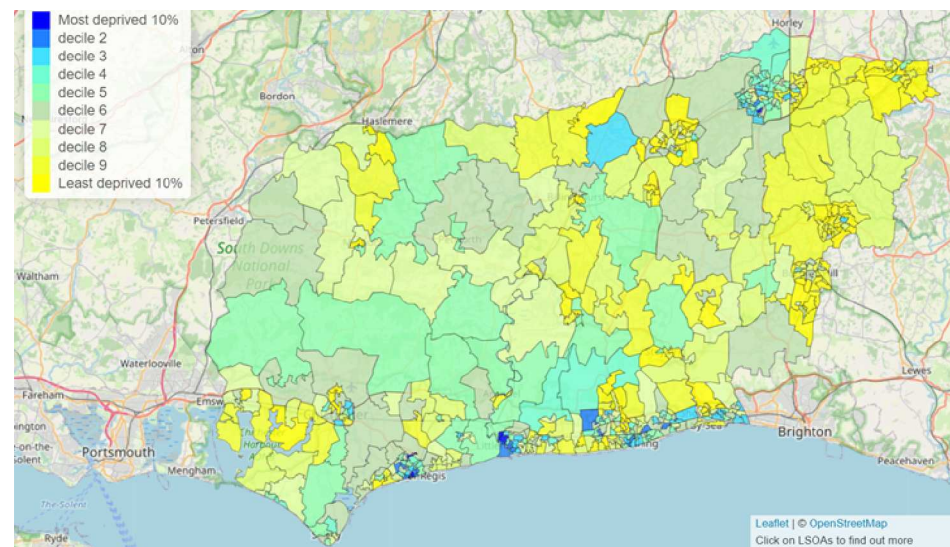 Most deprived 10%
decile 2
decile 3
decile 4
decile 5
decile 6
decile 7
decile 8
decile 9
Least deprived 10%
Horley
Bordon
Haslemere
Petersfield
South Downs
National
Waltham
Waterlooville
Fareham
Emsw
Lewes
Portsmouth
Mengham
Brighton
Regis
Peacehaven
The Solent
Ryde
Leaflet | © OpenStreetMap
Click on LSOAs to find out more